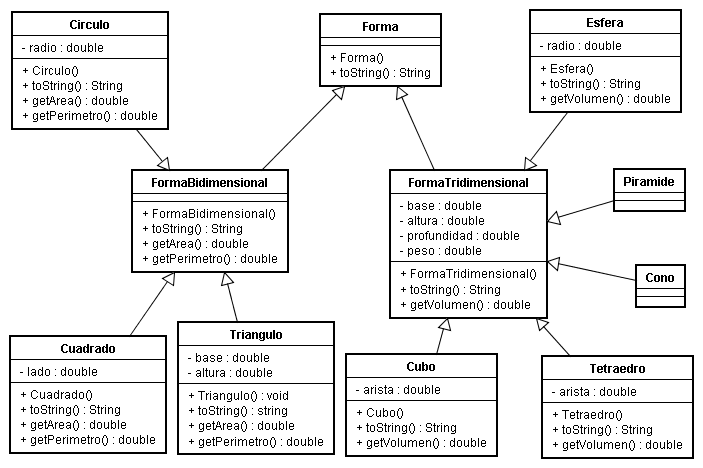 Circulo
- radio : double
+ Circulo()
+ toString() : String
+ getArea() : double
+ getPerimetro() : double
Forma
+ Forma()
+ toString() : String
Esfera
- radio : double
+ Esfera()
+ toString() : String
+ getVolumen() : double
FormaBidimensional
+ FormaBidimensional()
+ toString() : String
+ getArea() : double
+ getPerimetro() : double
FormaTridimensional
- base : double
- altura : double
- profundidad : double
- peso : double
+ FormaTridimensional()
+ toString() : String
+ getVolumen() : double
Piramide
Cono
Cuadrado
- lado : double
+ Cuadrado()
+ toString() : String
+ getArea() : double
+ getPerimetro() : double
Triangulo
- base : double
- altura : double
+ Triangulo() : void
+ toString() : string
+ getArea() : double
+ getPerimetro() : double
Cubo
- arista : double
+ Cubo()
+ toString() : String
+ getVolumen() : double
Tetraedro
- arista : double
+ Tetraedro()
+ toString() : String
+ getVolumen() : double